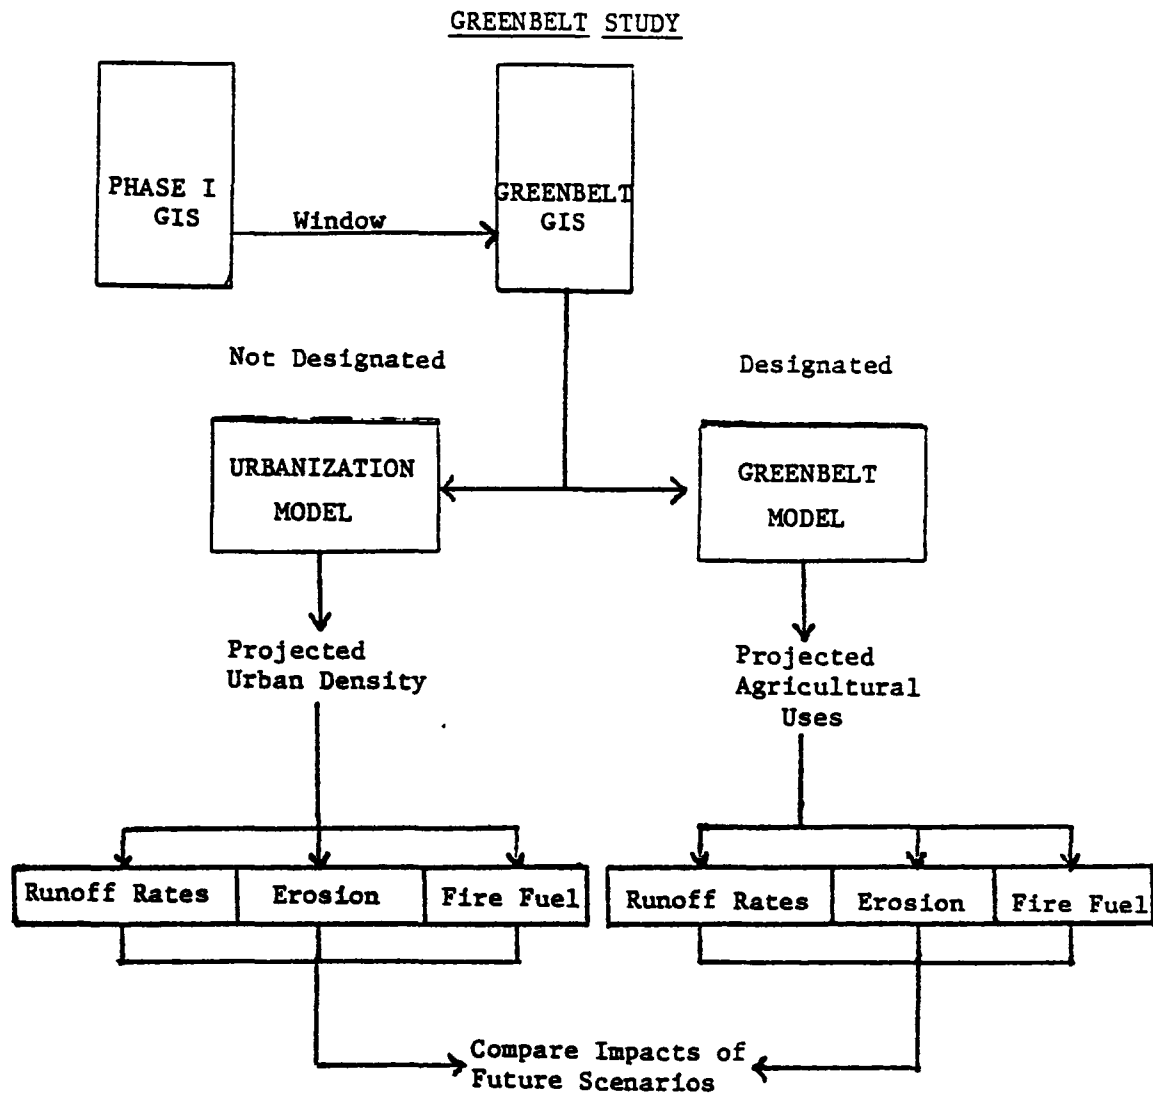 GREENBELT STUDY
PHASE I
GIS
Window
GREENBELT
GIS
Not Designated
Designated
URBANIZATION
MODEL
GREENBELT
MODEL
Projected
Urban Density
Projected
Agricultural
Uses
Runoff Rates
Erosion
Fire Fuel
Runoff Rates
Erosion
Fire Fuel
Compare Impacts of
Future Scenarios